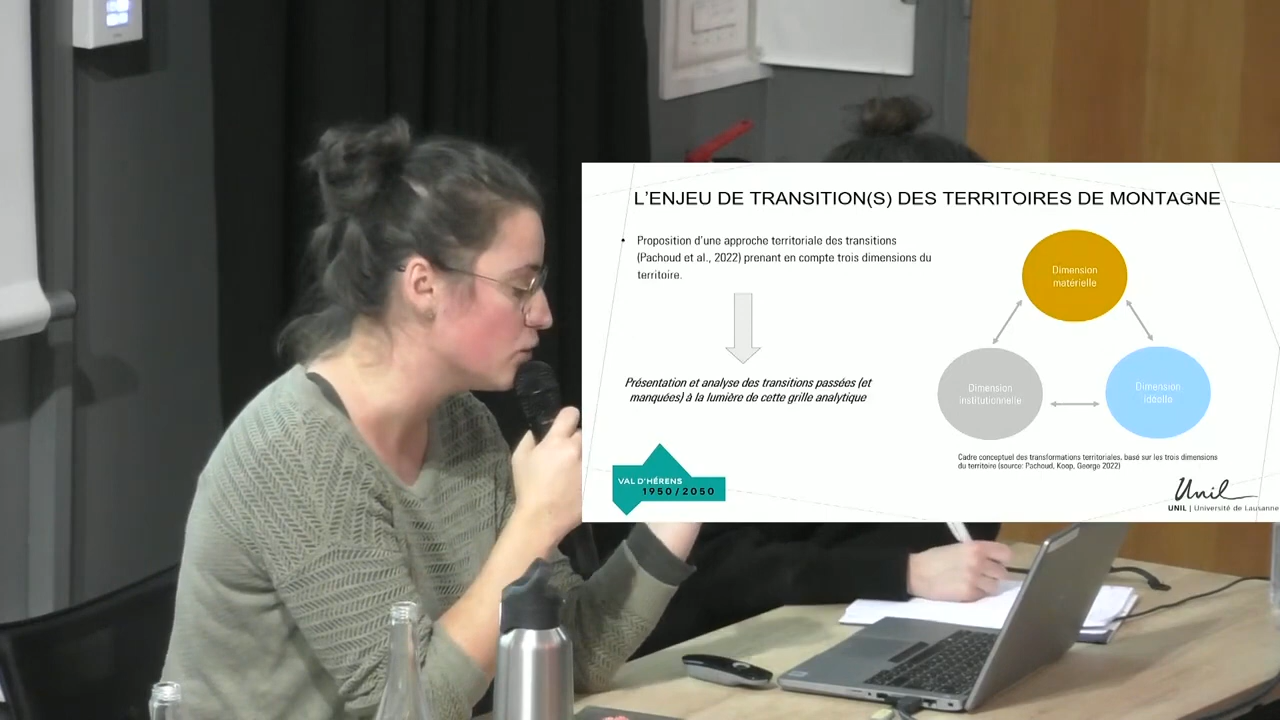 L'ENJEU DE TRANSITION(S) DES TERRITOIRES DE MONTAGNE
• Proposition d'une approche territoriale des transitions
(Pachoud et al., 2022) prenant en compte trois dimensions du
territoire.
Présentation et analyse des transitions passées (et
manquées) à la lumière de cette grille analytique
Dimension
matérielle
Dimension
institutionnelle
Dimension
idéelle
Cadre conceptuel des transformations territoriales, basé sur les trois dimensions
du territoire (source: Pachoud, Koop, George 2022)
VAL D'HÉRENS
1950/2050
Unil
UNIL | Université de Lausanne